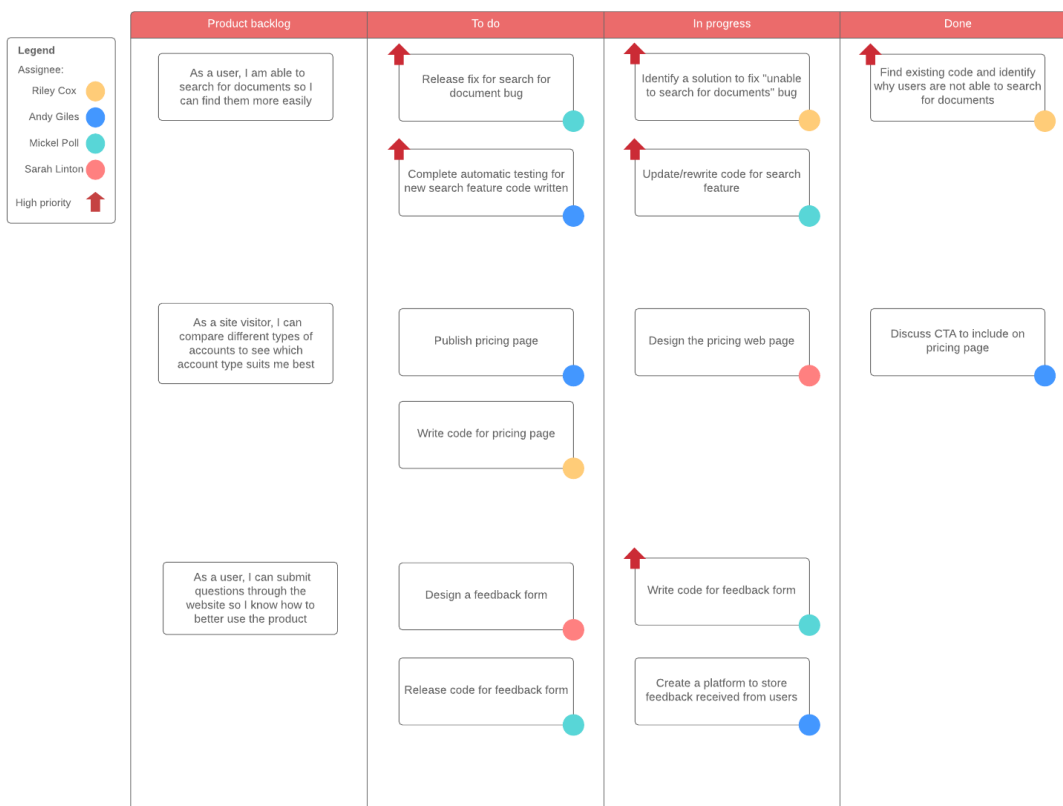 Product backlog
To do
In progress
Done
Legend
Assignee:
Riley Cox
Andy Giles
Mickel Poll
Sarah Linton
High priority
As a user, I am able to
search for documents so I
can find them more easily
Release fix for search for
document bug
Identify a solution to fix "unable
to search for documents" bug
Find existing code and identify
why users are not able to search
for documents
Complete automatic testing for
new search feature code written
Update/rewrite code for search
feature
As a site visitor, I can
compare different types of
accounts to see which
account type suits me best
Publish pricing page
Design the pricing web page
Discuss CTA to include on
pricing page
Write code for pricing page
As a user, I can submit
questions through the
website so I know how to
better use the product
Design a feedback form
Write code for feedback form
Release code for feedback form
Create a platform to store
feedback received from users